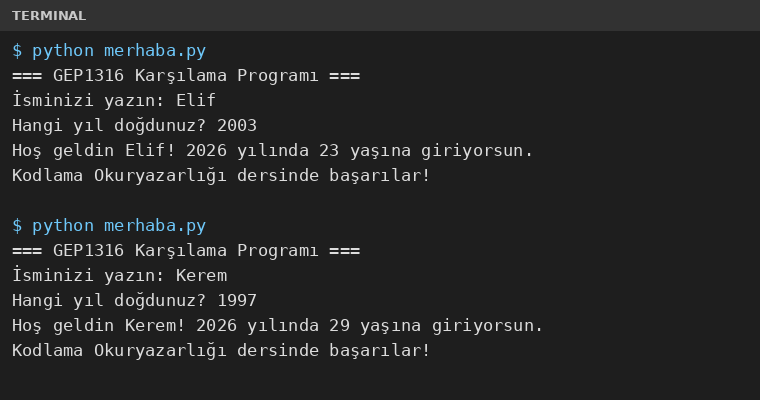 TERMINAL
$ python merhaba.py
=== GEP1316 Karşılama Programı ===
İsminizi yazın: Elif
Hangi yıl doğdunuz? 2003
Hoş geldin Elif! 2026 yılında 23 yaşına giriyorsun.
Kodlama Okuryazarlığı dersinde başarılar!
$ python merhaba.py
=== GEP1316 Karşılama Programı ===
İsminizi yazın: Kerem
Hangi yıl doğdunuz? 1997
Hoş geldin Kerem! 2026 yılında 29 yaşına giriyorsun.
Kodlama Okuryazarlığı dersinde başarılar!